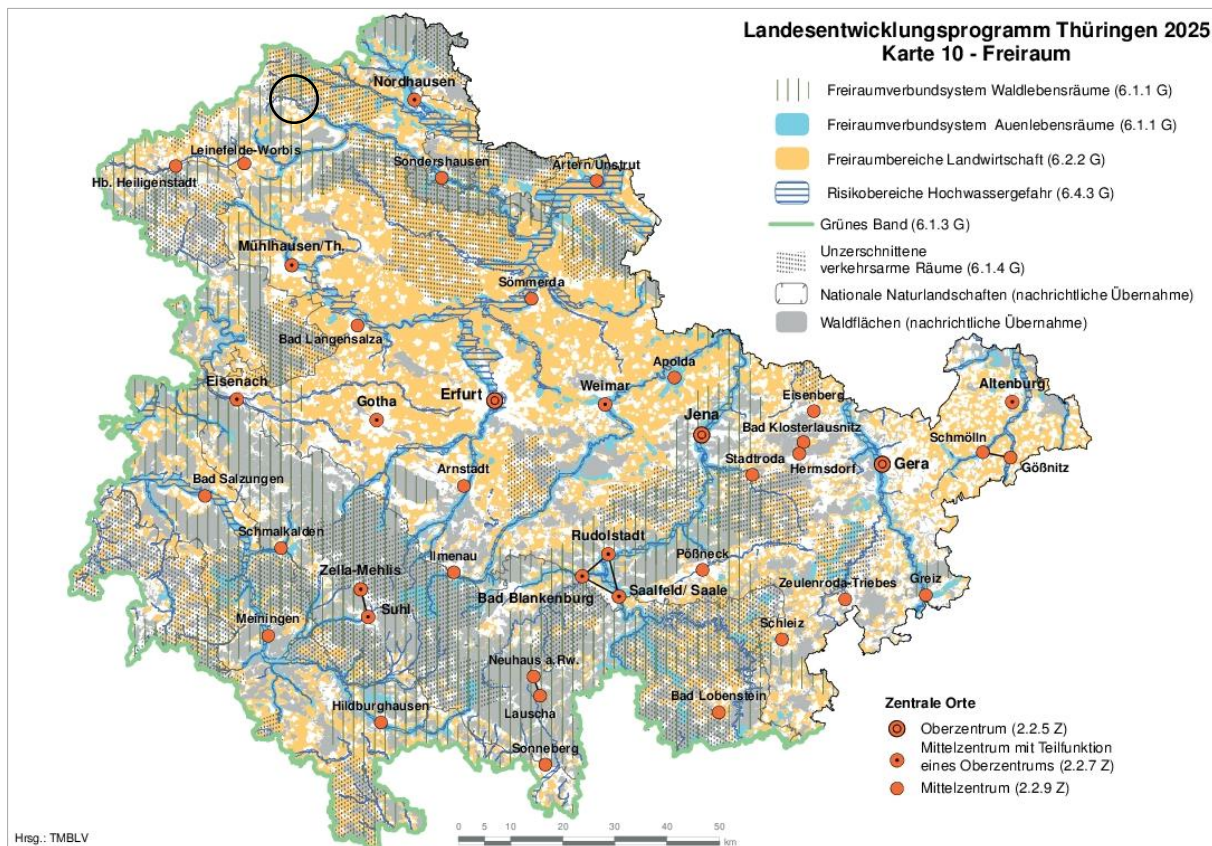 Landesentwicklungsprogramm Thüringen 2025
Karte 10 - Freiraum
Freiraumverbundsystem Waldlebensräume (6.1.1 G)
Freiraumverbundsystem Auenlebensräume (6.1.1 G)
Freiraumbereiche Landwirtschaft (6.2.2 G)
Risikobereiche Hochwassergefahr (6.4.3 G)
Grünes Band (6.1.3 G)
Unzerschnittene
verkehrsarme Räume (6.1.4 G)
Nationale Naturlandschaften (nachrichtliche Übernahme)
Waldflächen (nachrichtliche Übernahme)
Nordhausen
Leinefelde-Worbis
Hb. Heiligenstadt
Sondershausen
Artern/Unstrut
Mühlhausen/Th.
Sömmerda
Bad Langensalza
Apolda
Eisenach
Gotha
Erfurt
Weimar
Jena
Eisenberg
Bad Klosterlausnitz
Hermsdorf
Stadtroda
Gera
Altenburg
Schmölln
Gößnitz
Arnstadt
Bad Salzungen
Schmalkalden
Ilmenau
Rudolstadt
Pößneck
Zella-Mehlis
Bad Blankenburg
Saalfeld/ Saale
Zeulenroda-Triebes
Greiz
Suhl
Meiningen
Schleiz
Neuhaus a.Rw.
Bad Lobenstein
Hildburghausen
Lauscha
Sonneberg
Zentrale Orte
Oberzentrum (2.2.5 Z)
Mittelzentrum mit Teilfunktion
eines Oberzentrums (2.2.7 Z)
Mittelzentrum (2.2.9 Z)
Hrsg.: TMBLV
0 5 10 20 30 40 50
km